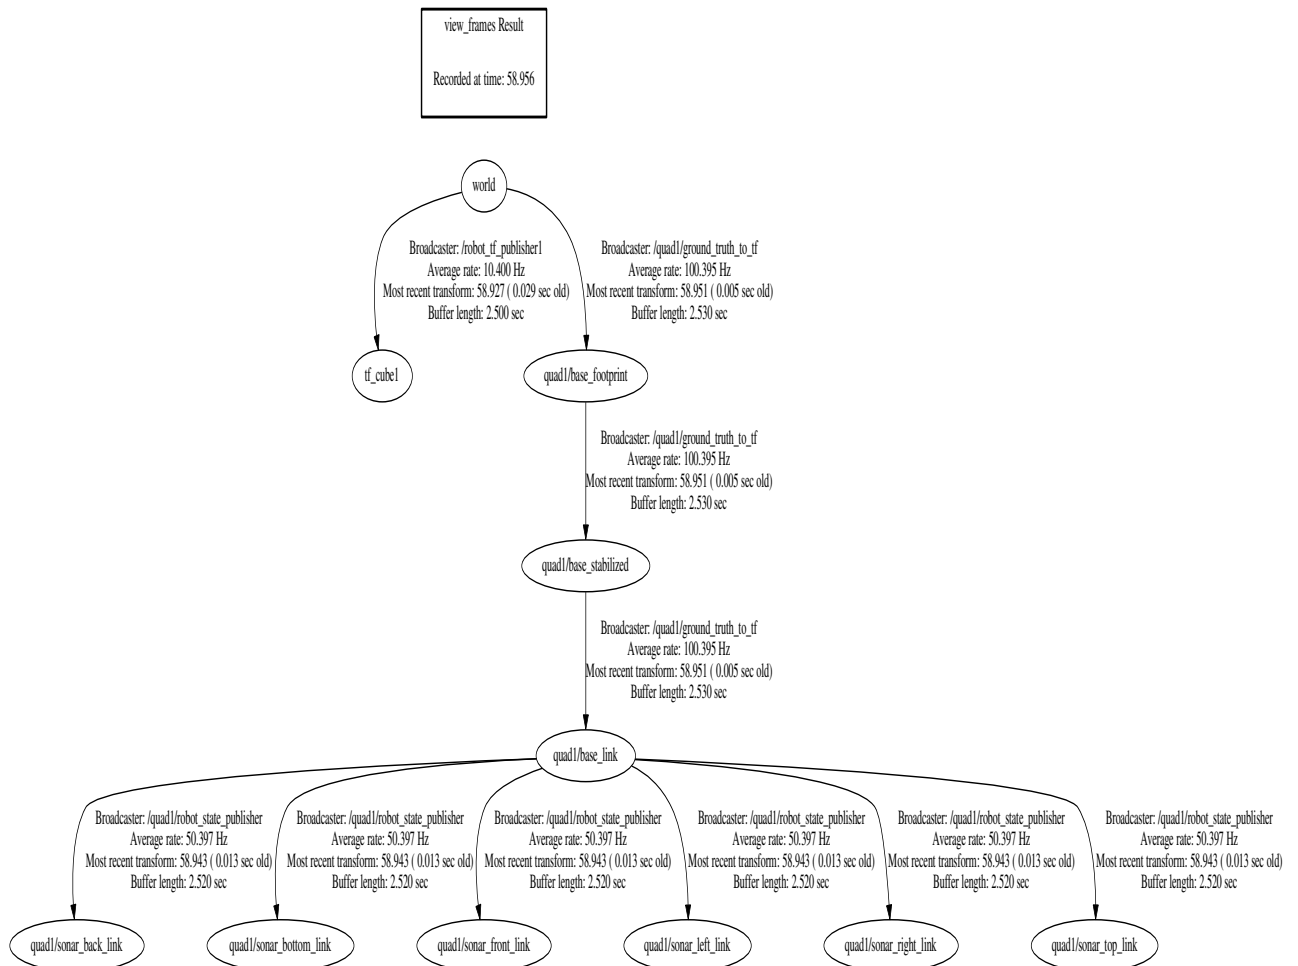 view_frames Result
Recorded at time: 58.956
world
Broadcaster: /robot_tf_publisher1
Average rate: 10.400 Hz
Most recent transform: 58.927 ( 0.029 sec old)
Buffer length: 2.500 sec
Broadcaster: /quad1/ground_truth_to_tf
Average rate: 100.395 Hz
Most recent transform: 58.951 ( 0.005 sec old)
Buffer length: 2.530 sec
tf_cube1
quad1/base_footprint
Broadcaster: /quad1/ground_truth_to_tf
Average rate: 100.395 Hz
Most recent transform: 58.951 ( 0.005 sec old)
Buffer length: 2.530 sec
quad1/base_stabilized
Broadcaster: /quad1/ground_truth_to_tf
Average rate: 100.395 Hz
Most recent transform: 58.951 ( 0.005 sec old)
Buffer length: 2.530 sec
quad1/base_link
Broadcaster: /quad1/robot_state_publisher
Average rate: 50.397 Hz
Most recent transform: 58.943 ( 0.013 sec old)
Buffer length: 2.520 sec
Broadcaster: /quad1/robot_state_publisher
Average rate: 50.397 Hz
Most recent transform: 58.943 ( 0.013 sec old)
Buffer length: 2.520 sec
Broadcaster: /quad1/robot_state_publisher
Average rate: 50.397 Hz
Most recent transform: 58.943 ( 0.013 sec old)
Buffer length: 2.520 sec
Broadcaster: /quad1/robot_state_publisher
Average rate: 50.397 Hz
Most recent transform: 58.943 ( 0.013 sec old)
Buffer length: 2.520 sec
Broadcaster: /quad1/robot_state_publisher
Average rate: 50.397 Hz
Most recent transform: 58.943 ( 0.013 sec old)
Buffer length: 2.520 sec
Broadcaster: /quad1/robot_state_publisher
Average rate: 50.397 Hz
Most recent transform: 58.943 ( 0.013 sec old)
Buffer length: 2.520 sec
quad1/sonar_back_link
quad1/sonar_bottom_link
quad1/sonar_front_link
quad1/sonar_left_link
quad1/sonar_right_link
quad1/sonar_top_link